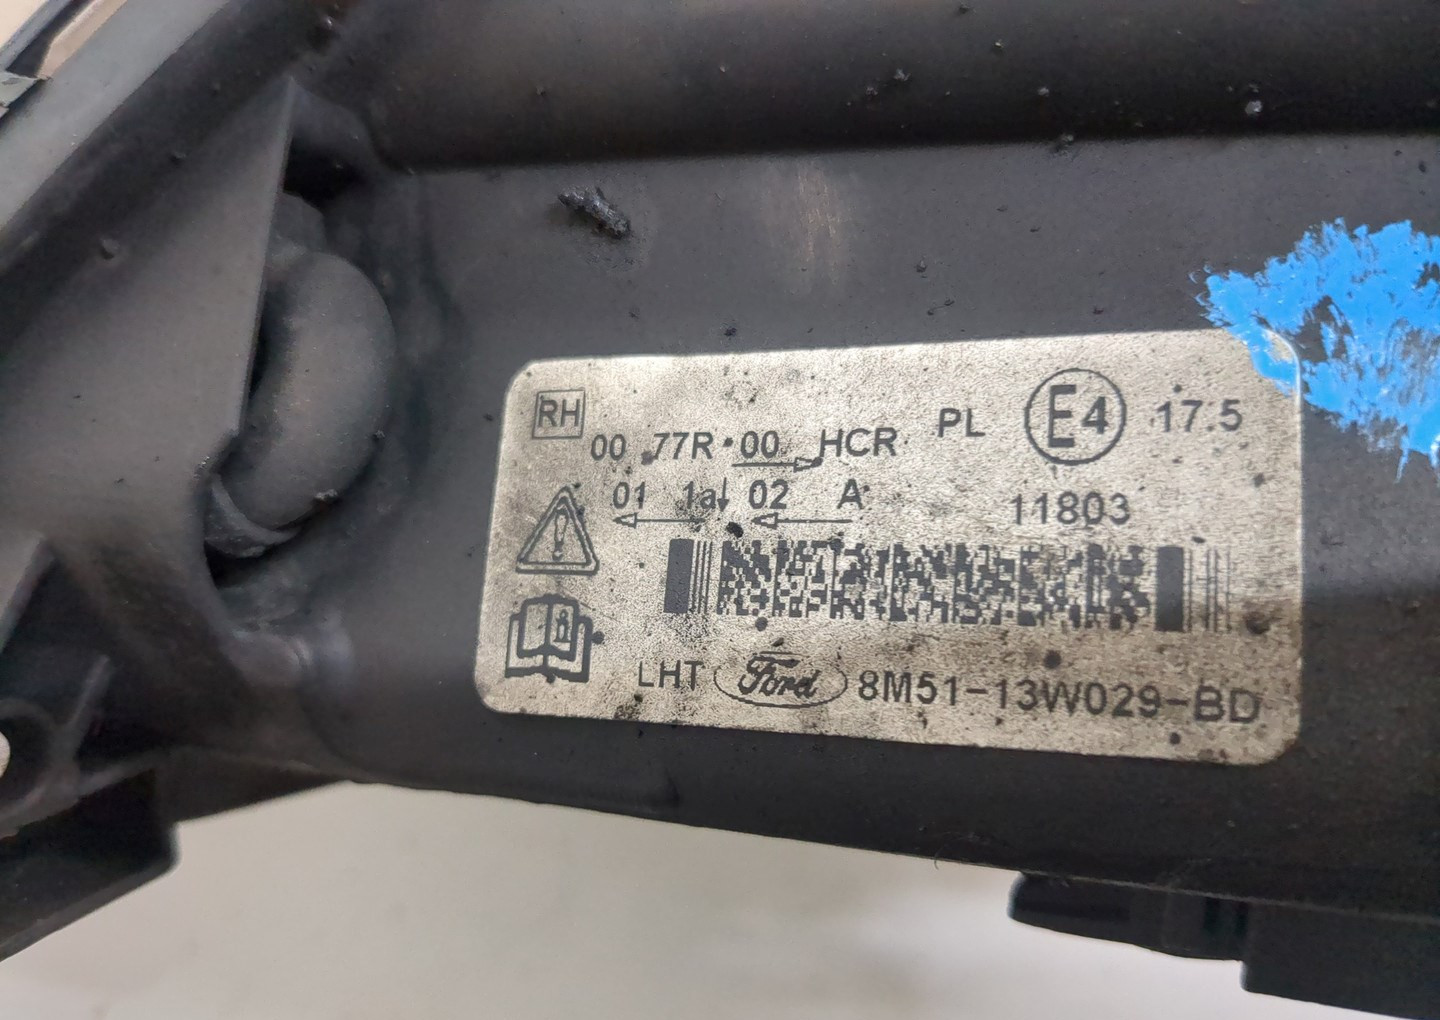 RH
00 77R 00 HCR PL E4 17.5
01 1a 02 A 11803
LHT Ford 8M51-13W029-BD